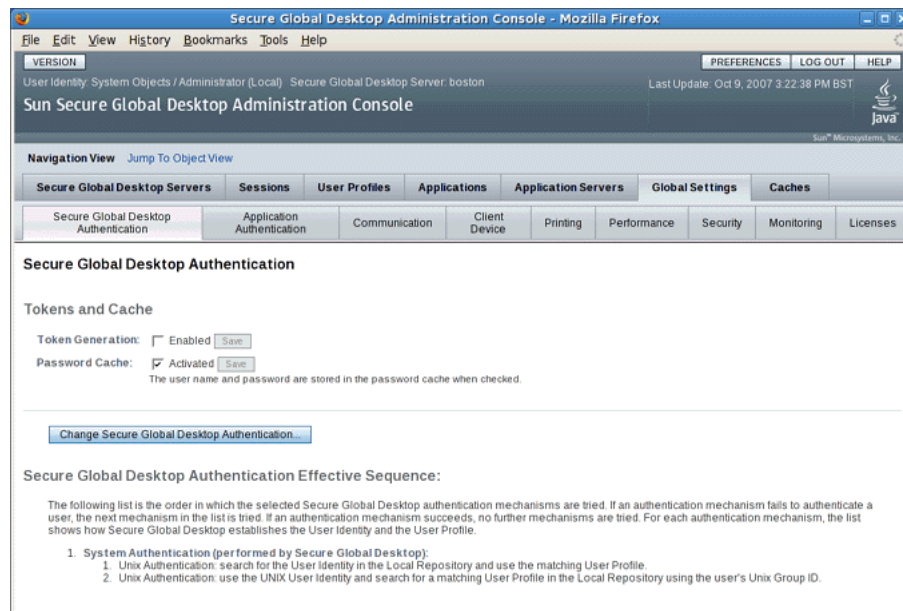 Secure Global Desktop Administration Console - Mozilla Firefox
File Edit View History Bookmarks Tools Help
VERSION
PREFERENCES LOG OUT HELP
User Identity: System Objects / Administrator (Local) Secure Global Desktop Server: boston
Last Update: Oct 9, 2007 3:22:38 PM BST
Sun Secure Global Desktop Administration Console
Java
Sun™ Microsystems, Inc.
Navigation View Jump To Object View
Secure Global Desktop Servers Sessions User Profiles Applications Application Servers Global Settings Caches
Secure Global Desktop Authentication Application Authentication Communication Client Device Printing Performance Security Monitoring Licenses
Secure Global Desktop Authentication
Tokens and Cache
Token Generation: Enabled Save
Password Cache: Activated Save
The user name and password are stored in the password cache when checked.
Change Secure Global Desktop Authentication...
Secure Global Desktop Authentication Effective Sequence:
The following list is the order in which the selected Secure Global Desktop authentication mechanisms are tried. If an authentication mechanism fails to authenticate a
user, the next mechanism in the list is tried. If an authentication mechanism succeeds, no further mechanisms are tried. For each authentication mechanism, the list
shows how Secure Global Desktop establishes the User Identity and the User Profile.
1. System Authentication (performed by Secure Global Desktop):
1. Unix Authentication: search for the User Identity in the Local Repository and use the matching User Profile.
2. Unix Authentication: use the UNIX User Identity and search for a matching User Profile in the Local Repository using the user's Unix Group ID.